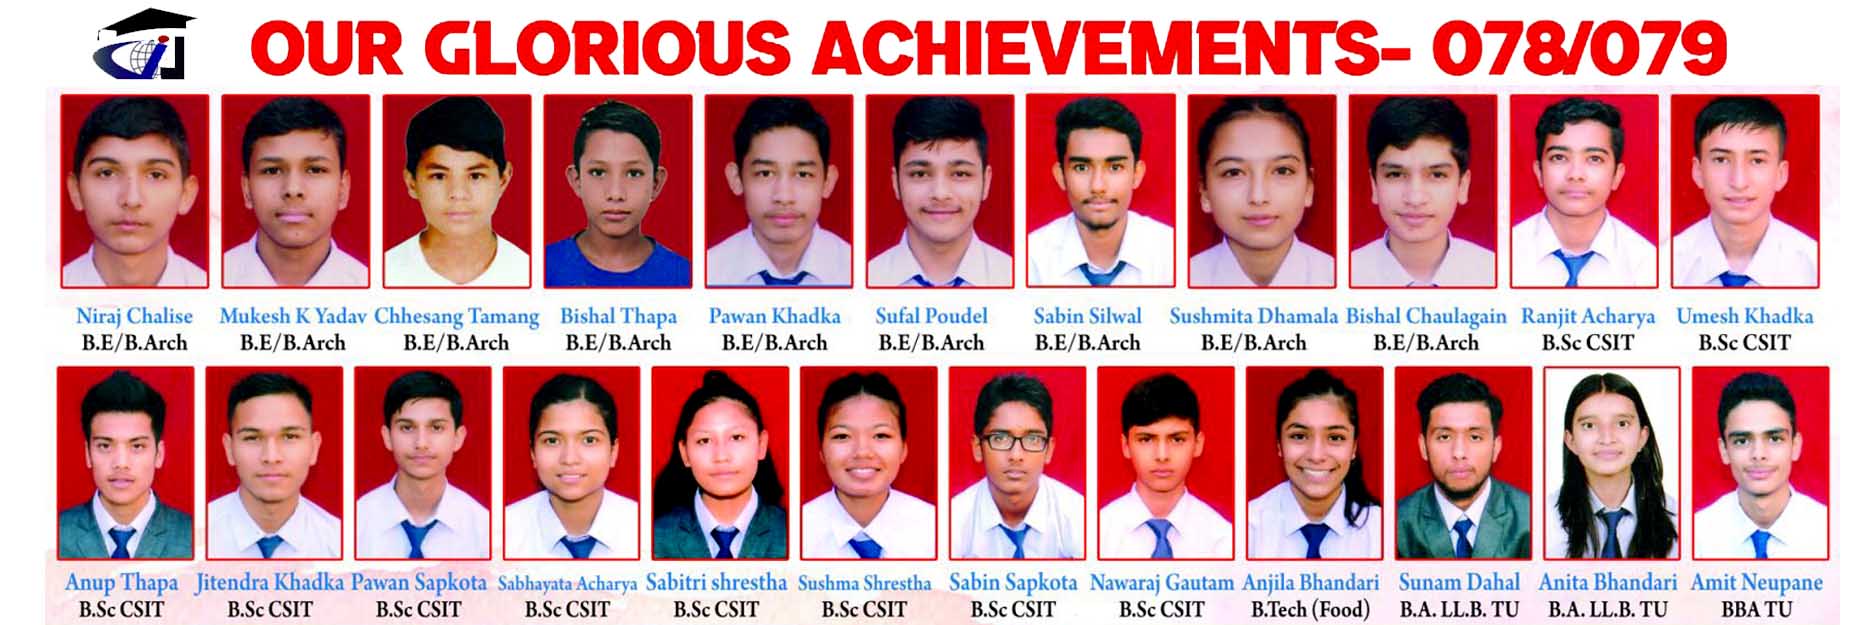 OUR GLORIOUS ACHIEVEMENTS- 078/079
Niraj Chalise Mukesh K Yadav Chhesang Tamang Bishal Thapa Pawan Khadka Sufal Poudel Sabin Silwal Sushmita Dhamala Bishal Chaulagain Ranjit Acharya Umesh Khadka
B.E/B.Arch B.E/B.Arch B.E/B.Arch B.E/B.Arch B.E/B.Arch B.E/B.Arch B.E/B.Arch B.E/B.Arch B.E/B.Arch B.Sc CSIT B.Sc CSIT
Anup Thapa Jitendra Khadka Pawan Sapkota Sabhayata Acharya Sabitri shrestha Sushma Shrestha Sabin Sapkota Nawaraj Gautam Anjila Bhandari Sunam Dahal Anita Bhandari Amit Neupane
B.Sc CSIT B.Sc CSIT B.Sc CSIT B.Sc CSIT B.Sc CSIT B.Sc CSIT B.Sc CSIT B.Sc CSIT B.Tech (Food) B.A. LL.B. TU B.A. LL.B. TU BBA TU